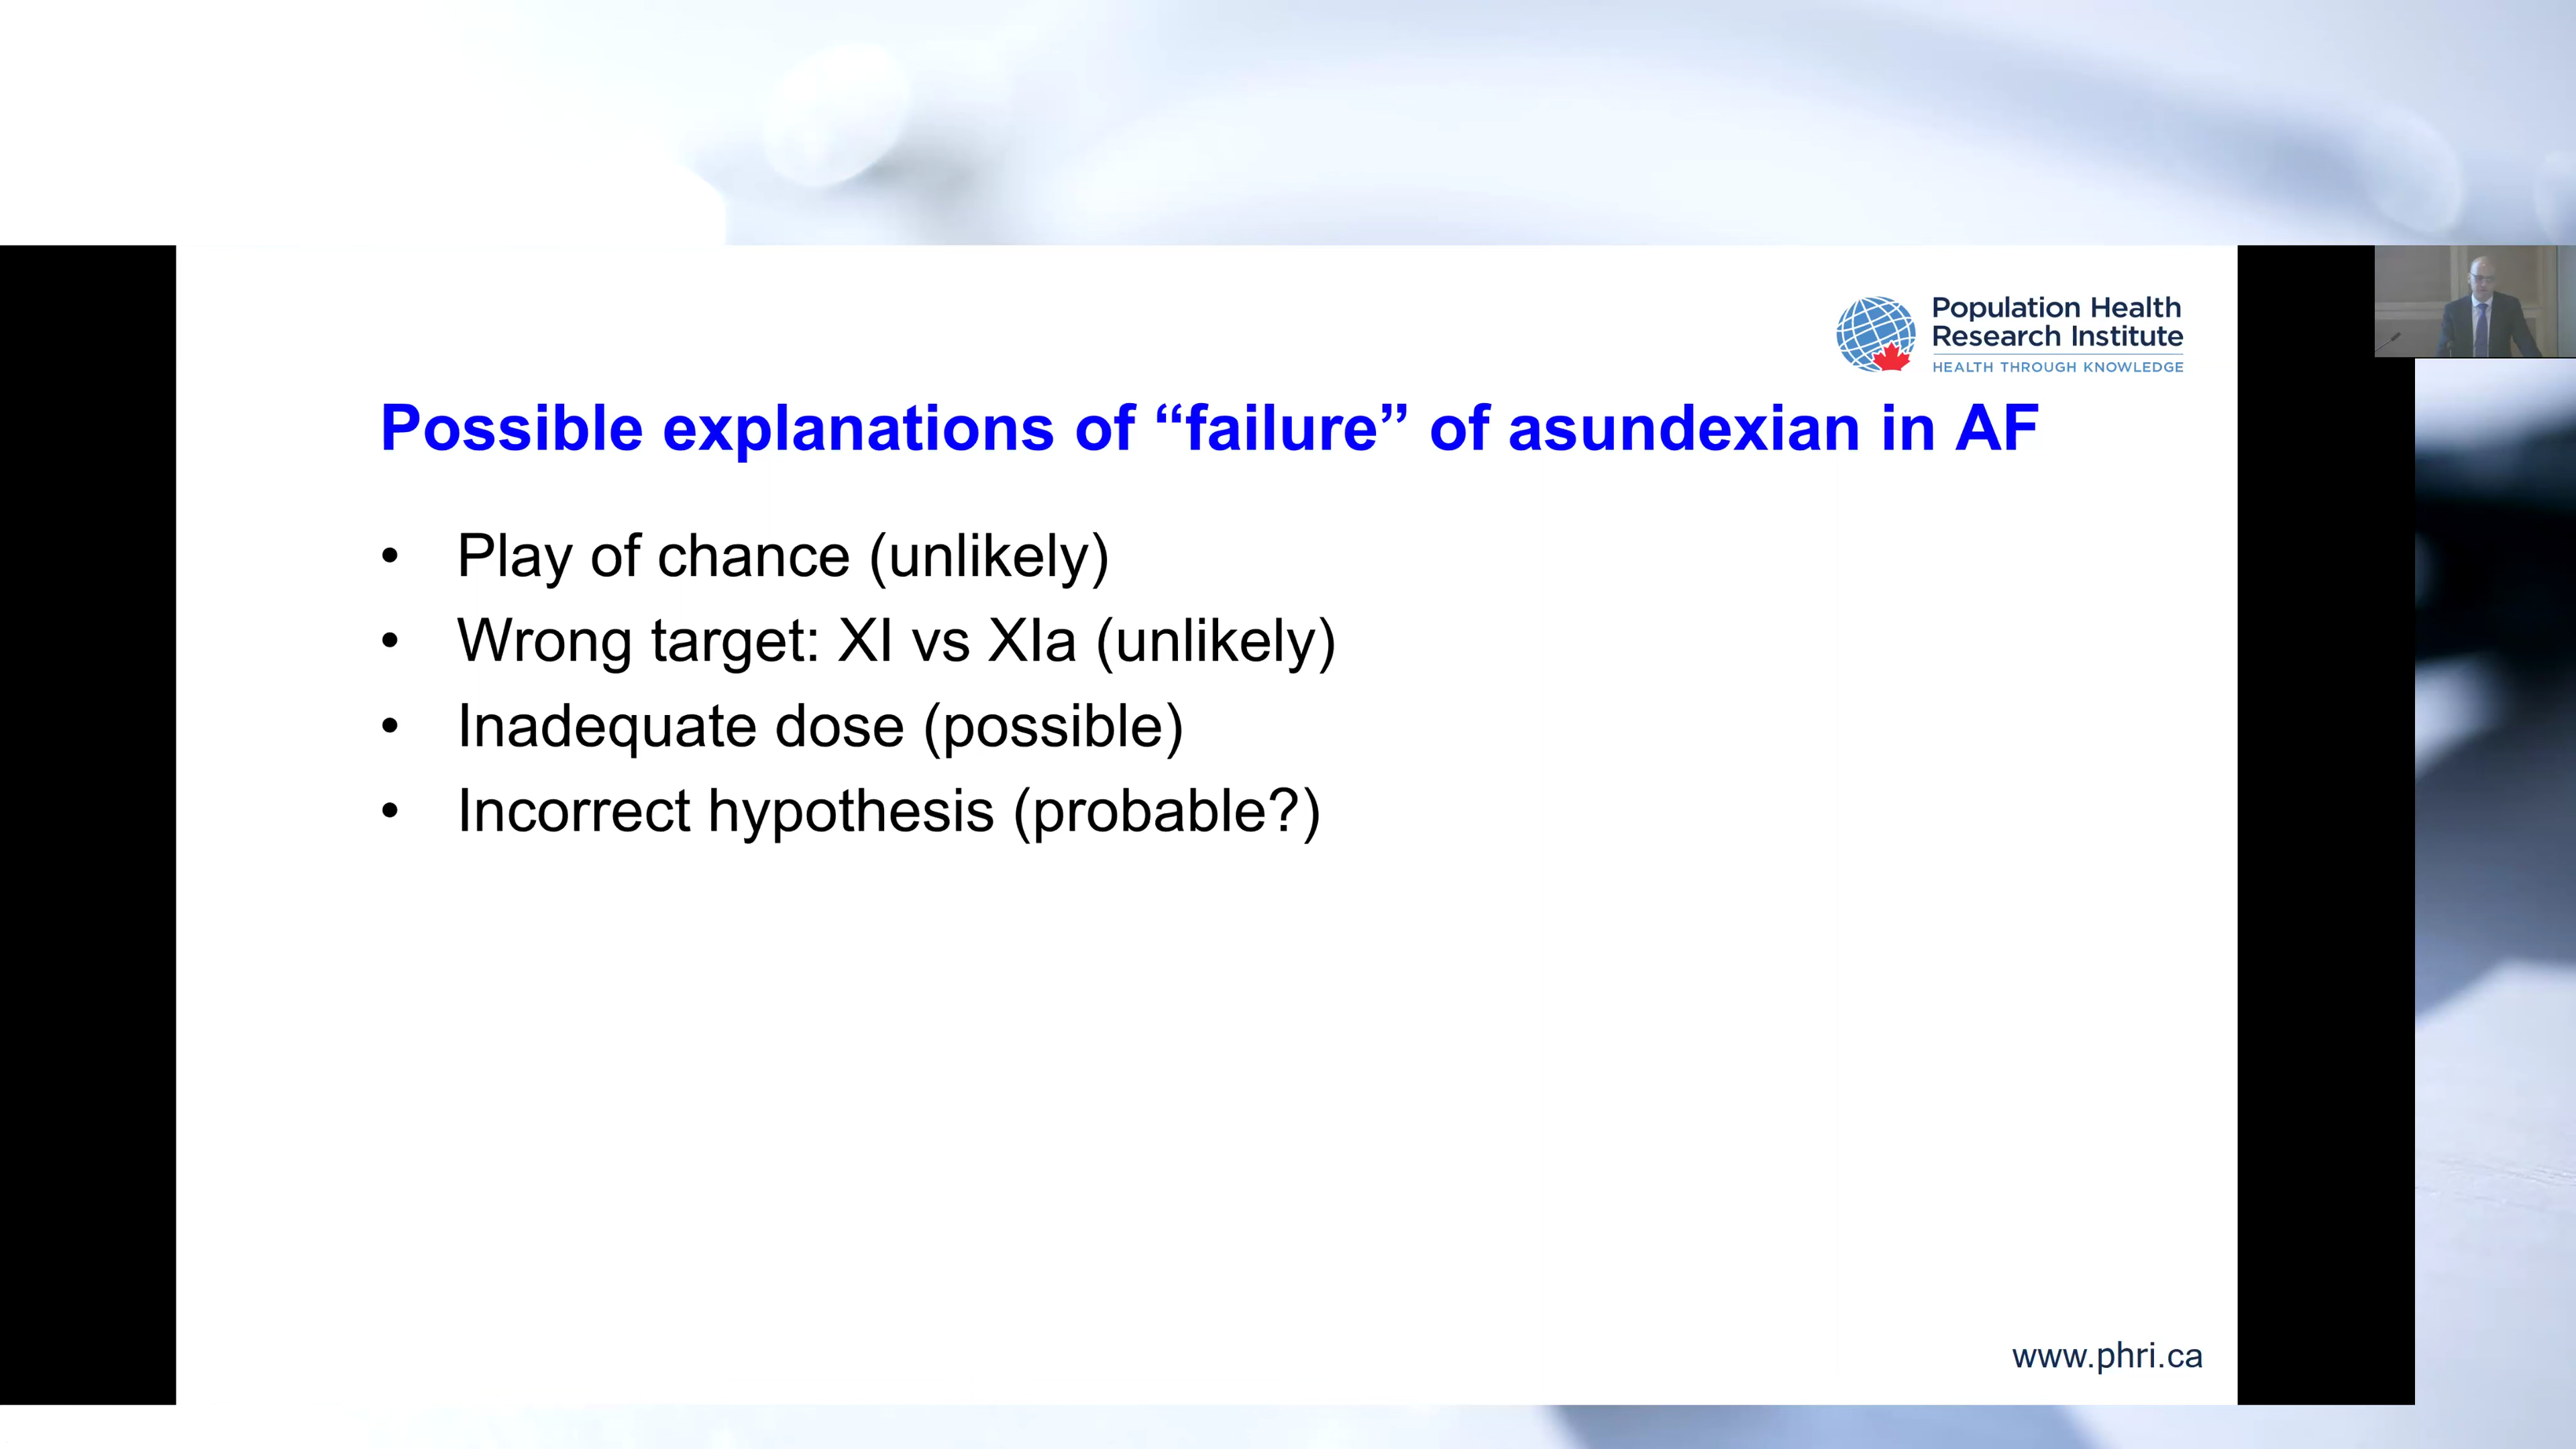 Population Health
Research Institute
HEALTH THROUGH KNOWLEDGE
Possible explanations of “failure” of asundexian in AF
• Play of chance (unlikely)
• Wrong target: XI vs XIa (unlikely)
• Inadequate dose (possible)
• Incorrect hypothesis (probable?)
www.phri.ca